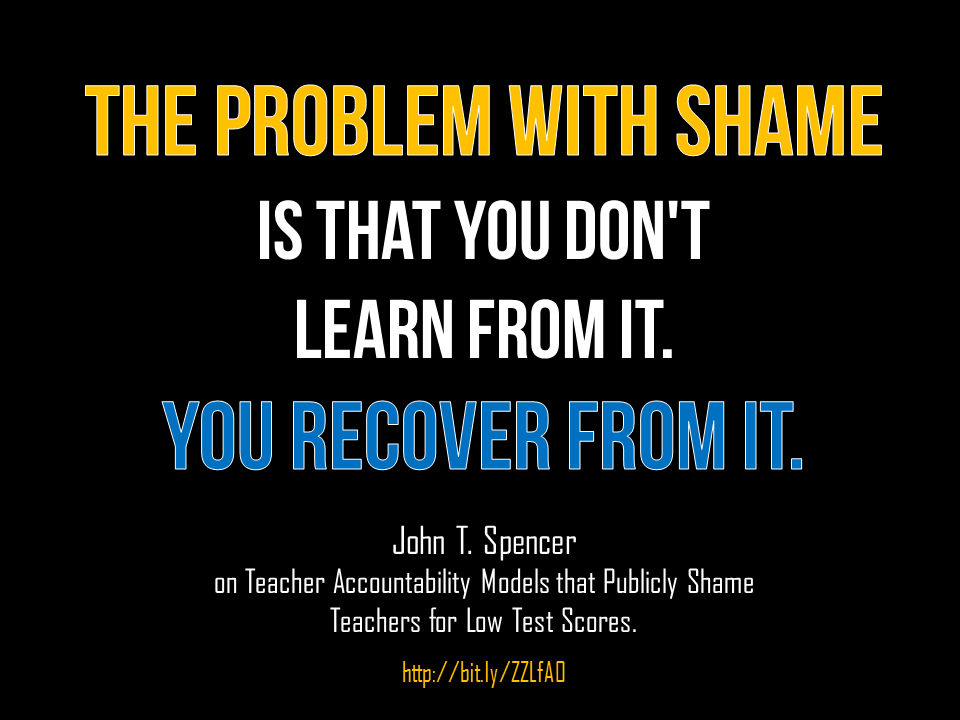 THE PROBLEM WITH SHAME
IS THAT YOU DON'T
LEARN FROM IT.
YOU RECOVER FROM IT.
John T. Spencer
on Teacher Accountability Models that Publicly Shame
Teachers for Low Test Scores.
http://bit.ly/ZZLfAO